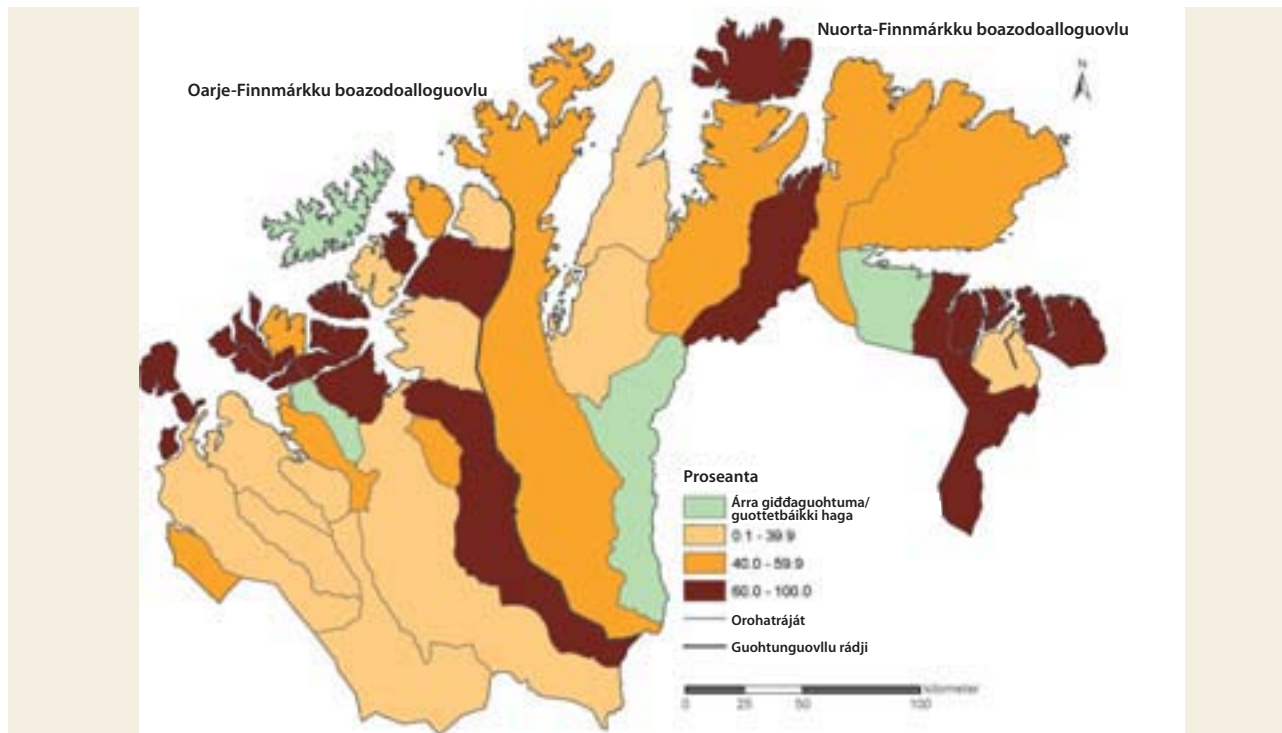 Nuorta-Finnmárkku boazodoalloguovlu
Oarje-Finnmárkku boazodoalloguovlu
N
Proseanta
Árra giđđaguohtuma/
guottetbáikki haga
0.1 - 39.9
40.0 - 59.9
60.0 - 100.0
Orohatráját
Guohtunguovllu rádji
kilometer
0 25 50 100